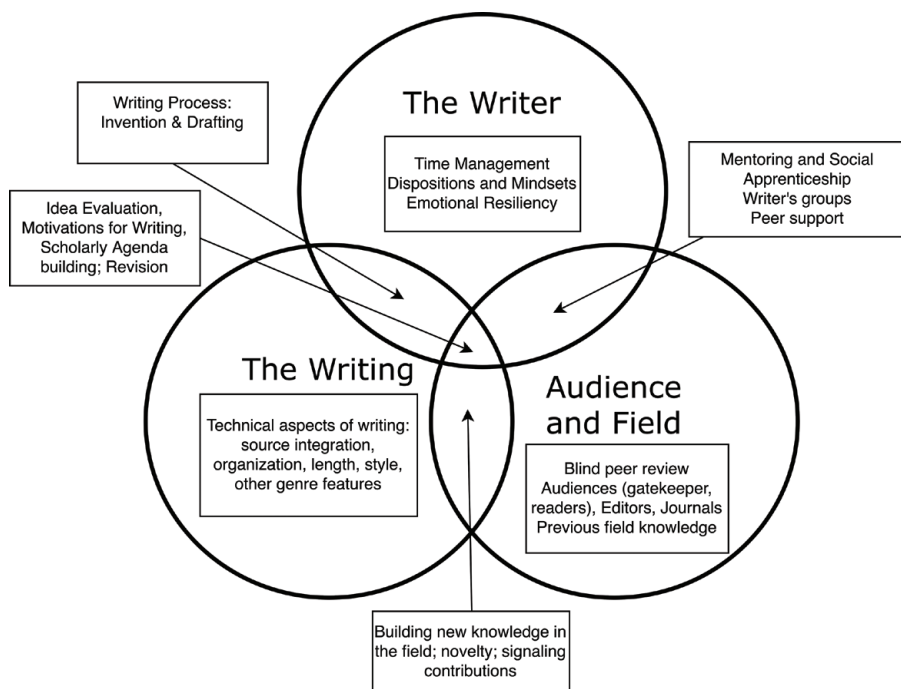 The Writer
Time Management
Dispositions and Mindsets
Emotional Resiliency
Writing Process:
Invention & Drafting
Mentoring and Social
Apprenticeship
Writer's groups
Peer support
Idea Evaluation,
Motivations for Writing,
Scholarly Agenda
building; Revision
The Writing
Technical aspects of writing:
source integration,
organization, length, style,
other genre features
Audience
and Field
Blind peer review
Audiences (gatekeeper,
readers), Editors, Journals
Previous field knowledge
Building new knowledge in
the field; novelty; signaling
contributions